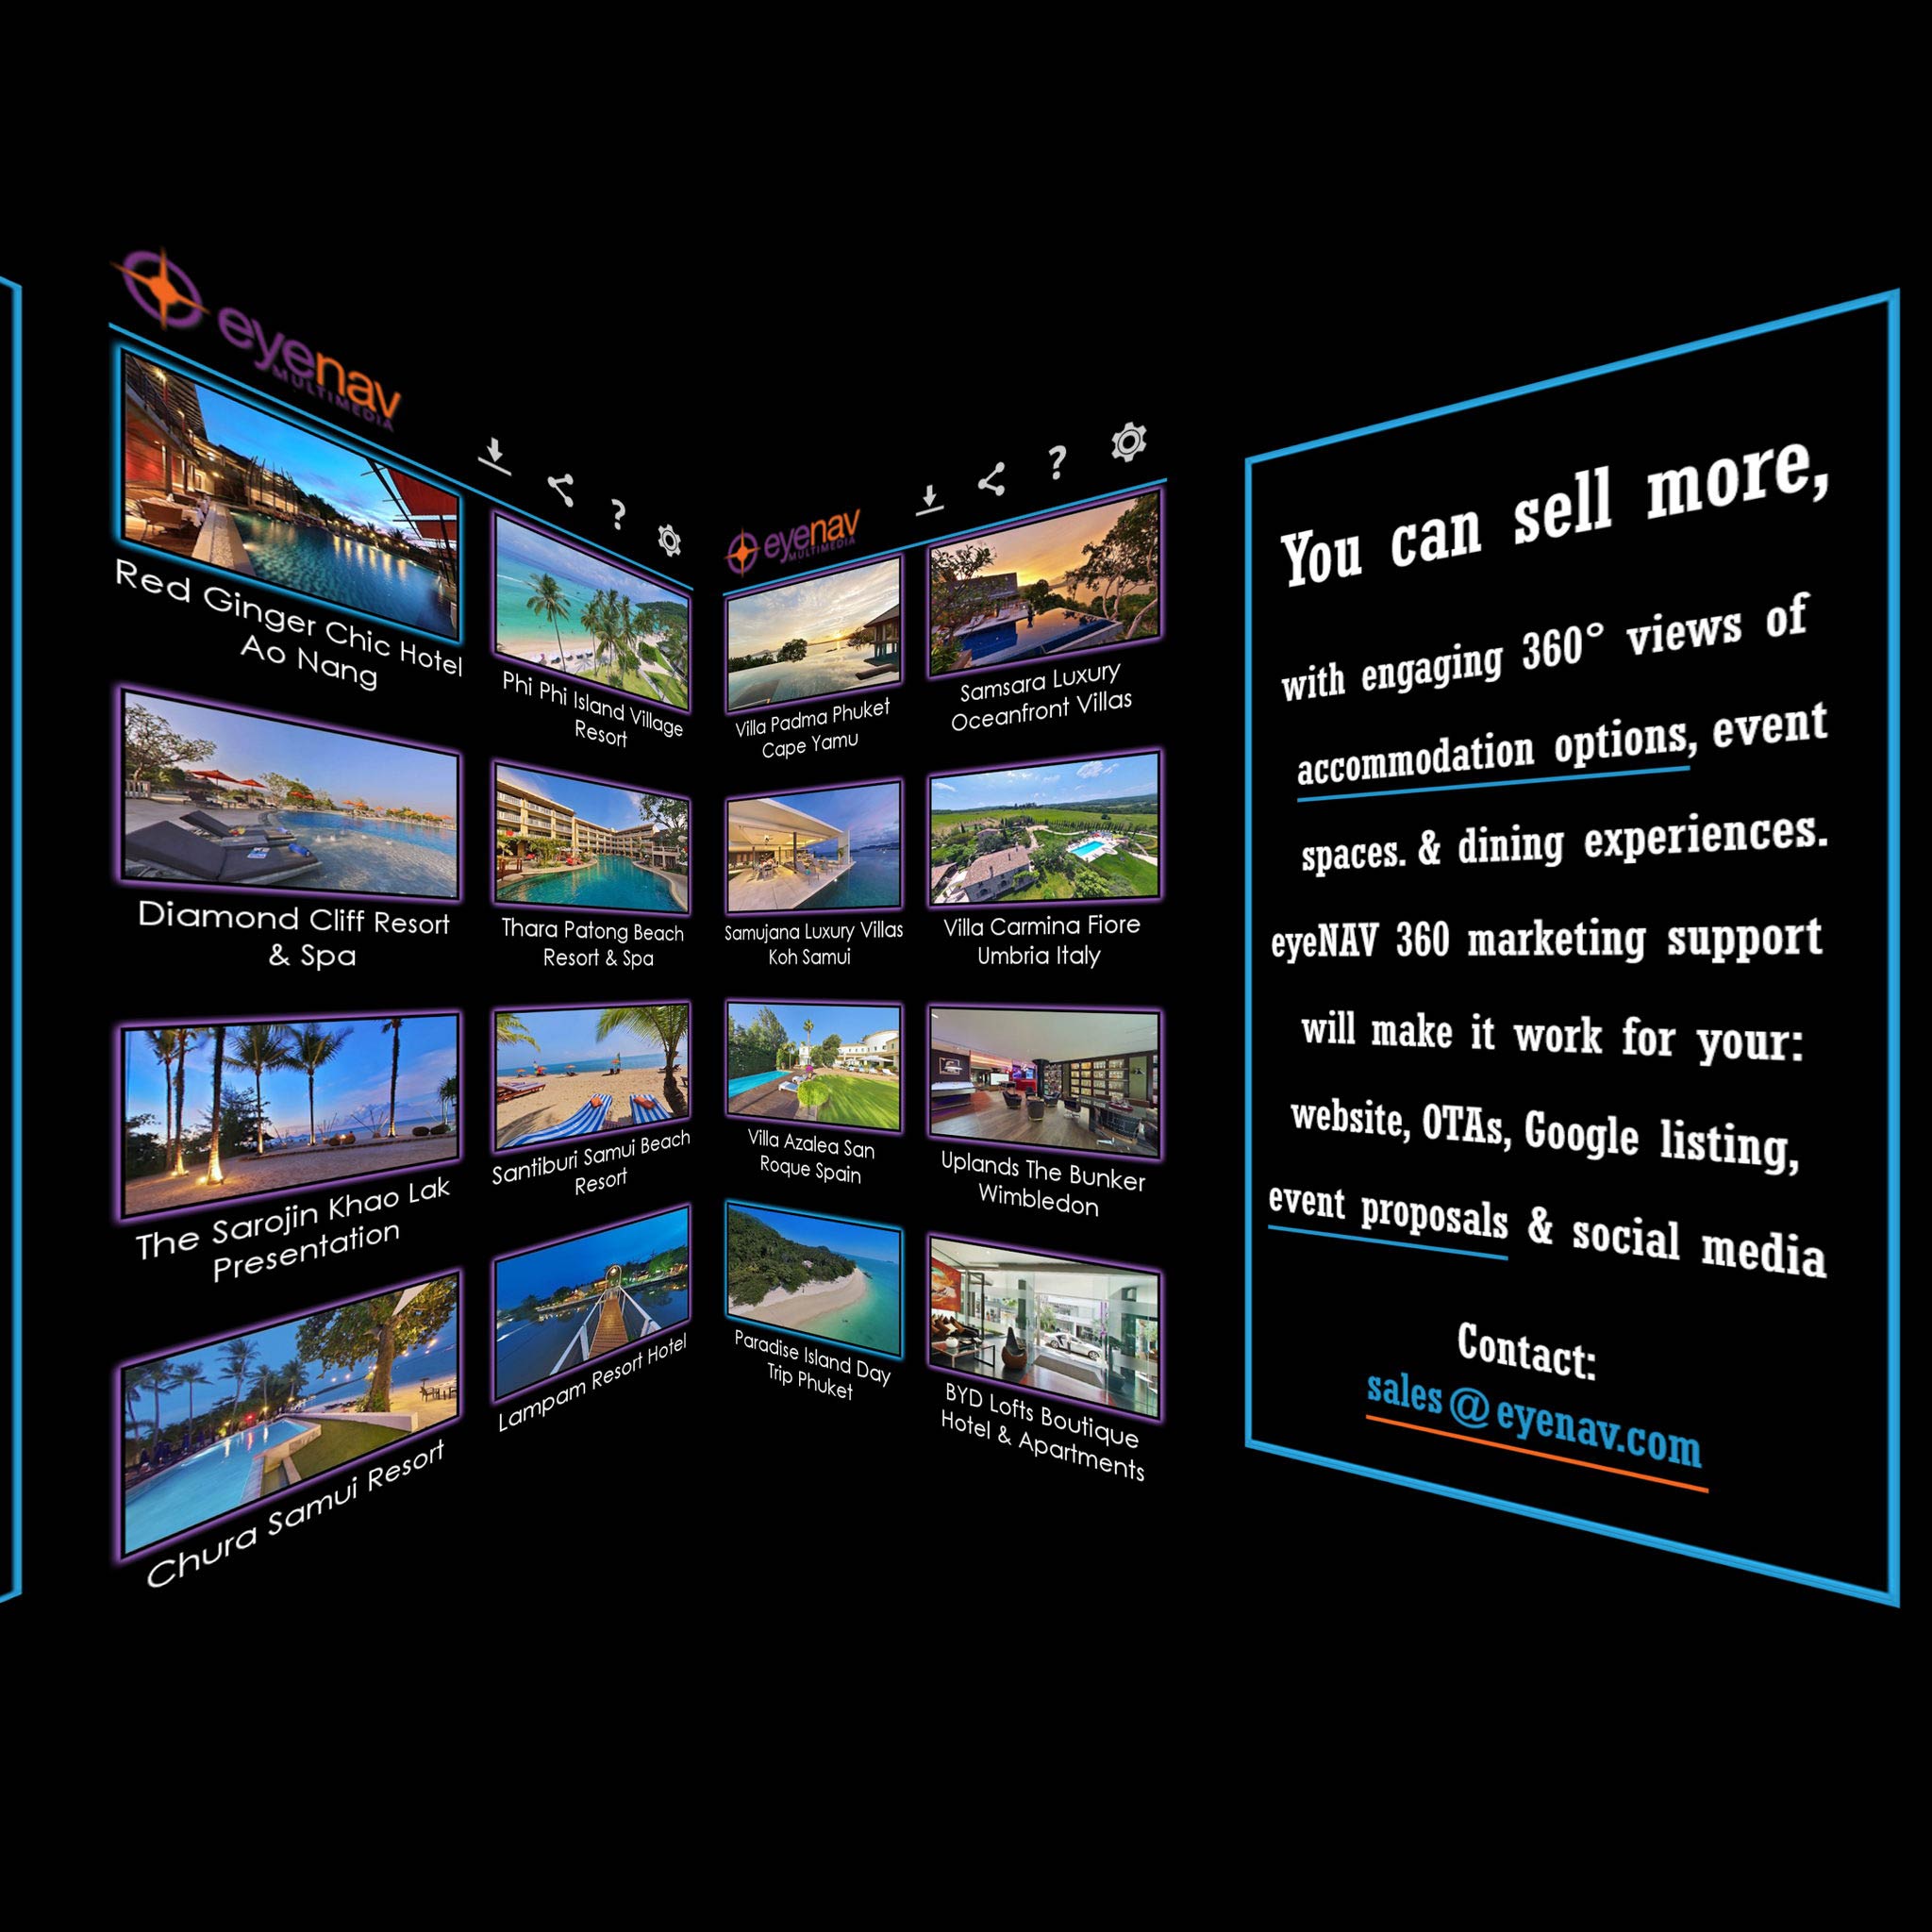 eyenav
MULTIMEDIA
?
Red Ginger Chic Hotel
Ao Nang
Phi Phi Island Village
Resort
Diamond Cliff Resort
& Spa
Thara Patong Beach
Resort & Spa
The Sarojin Khao Lak
Presentation
Santiburi Samui Beach
Resort
Chura Samui Resort
Lampam Resort Hotel
eyenav
MULTIMEDIA
?
Villa Padma Phuket
Cape Yamu
Samsara Luxury
Oceanfront Villas
Samujana Luxury Villas
Koh Samui
Villa Carmina Fiore
Umbria Italy
Villa Azalea San
Roque Spain
Uplands The Bunker
Wimbledon
Paradise Island Day
Trip Phuket
BYD Lofts Boutique
Hotel & Apartments
You can sell more,
with engaging 360° views of
accommodation options, event
spaces. & dining experiences.
eyeNAV 360 marketing support
will make it work for your:
website, OTAs, Google listing,
event proposals & social media
Contact:
sales@eyenav.com